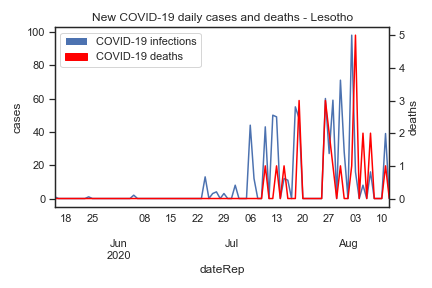 New COVID-19 daily cases and deaths - Lesotho
COVID-19 infections
COVID-19 deaths
cases
100
80
60
40
20
0
deaths
5
4
3
2
1
0
18 25 08 15 22 29 06 13 20 27 03 10
Jun Jul Aug
2020
dateRep